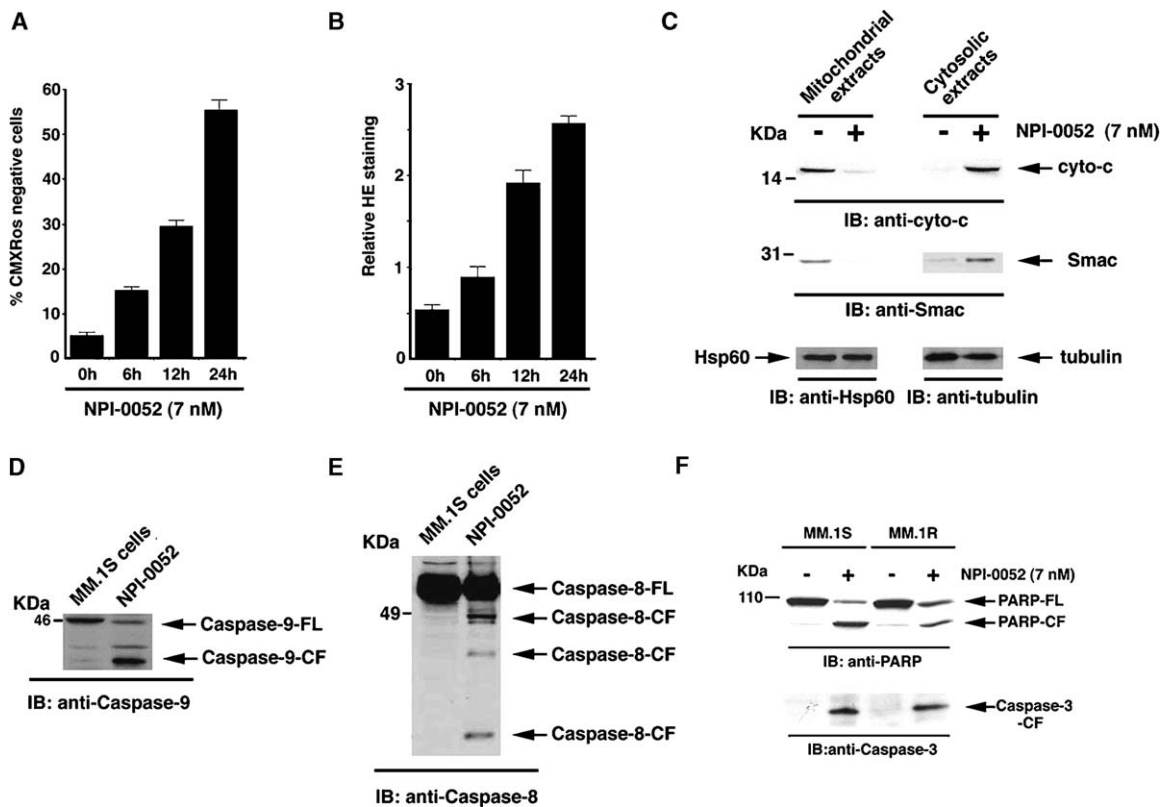 A
% CMXRos negative cells
60
50
40
30
20
10
0
0h 6h 12h 24h
NPI-0052 (7 nM)
B
Relative HE staining
3
2
1
0
0h 6h 12h 24h
NPI-0052 (7 nM)
C
Mitochondrial extracts
Cytosolic extracts
KDa - + - + NPI-0052 (7 nM)
14 cyto-c
IB: anti-cyto-c
31 Smac
IB: anti-Smac
Hsp60 tubulin
IB: anti-Hsp60 IB: anti-tubulin
D
MM.1S cells
NPI-0052
KDa
46 Caspase-9-FL
Caspase-9-CF
IB: anti-Caspase-9
E
MM.1S cells
NPI-0052
KDa
Caspase-8-FL
49 Caspase-8-CF
Caspase-8-CF
Caspase-8-CF
IB: anti-Caspase-8
F
MM.1S MM.1R
KDa - + - + NPI-0052 (7 nM)
110 PARP-FL
PARP-CF
IB: anti-PARP
Caspase-3
-CF
IB:anti-Caspase-3